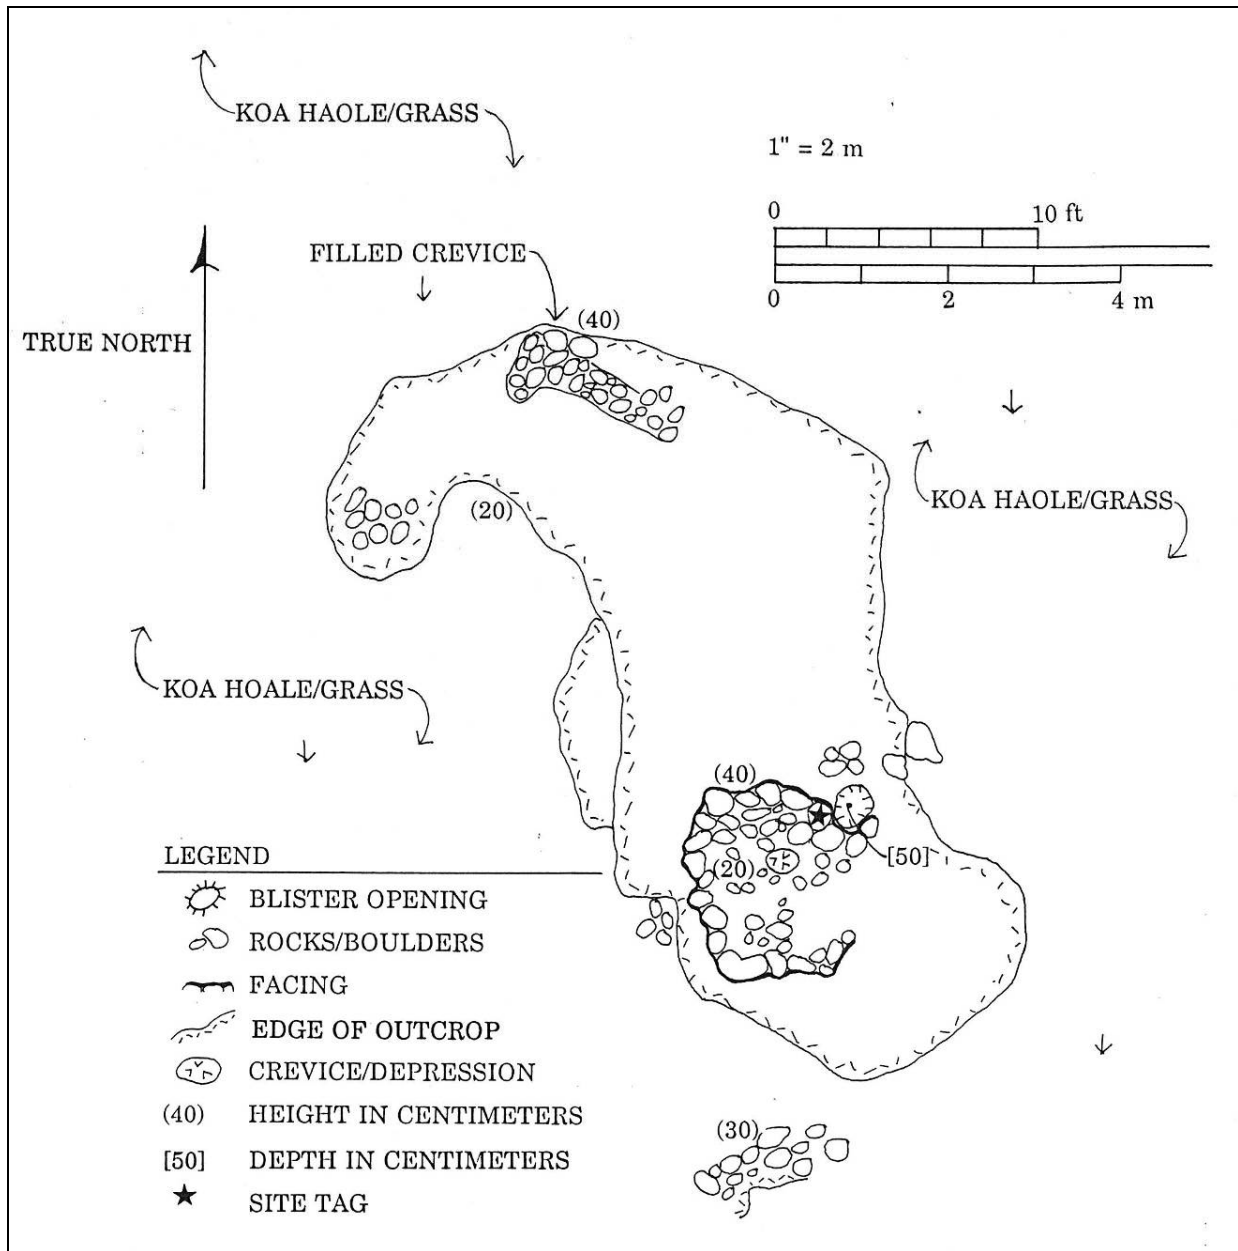 KOA HAOLE/GRASS
1" = 2 m
0 10 ft
FILLED CREVICE
0 2 4 m
(40)
TRUE NORTH
KOA HAOLE/GRASS
(20)
KOA HOALE/GRASS
(40)
[50]
(20)
LEGEND
BLISTER OPENING
ROCKS/BOULDERS
FACING
EDGE OF OUTCROP
CREVICE/DEPRESSION
(40) HEIGHT IN CENTIMETERS
[50] DEPTH IN CENTIMETERS
SITE TAG
(30)